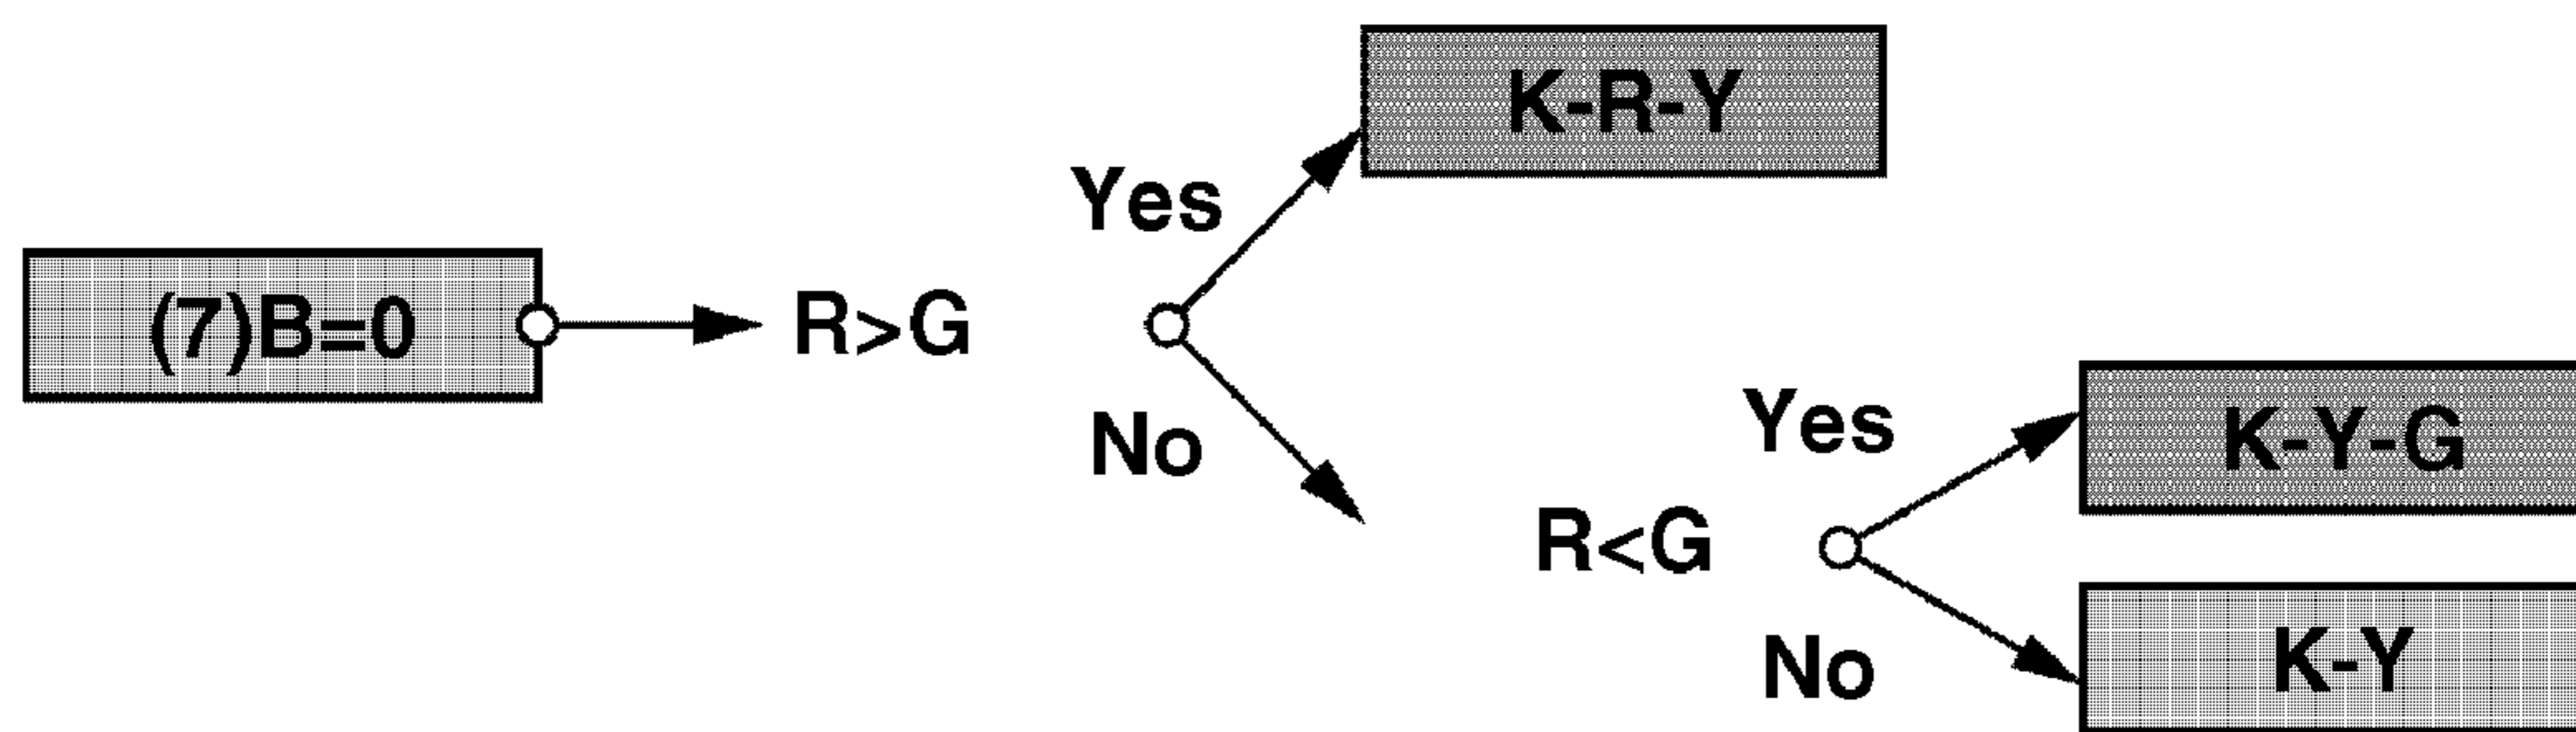 K-R-Y
Yes
(7)B=0
R>G
No
Yes
K-Y-G
R<G
No
K-Y